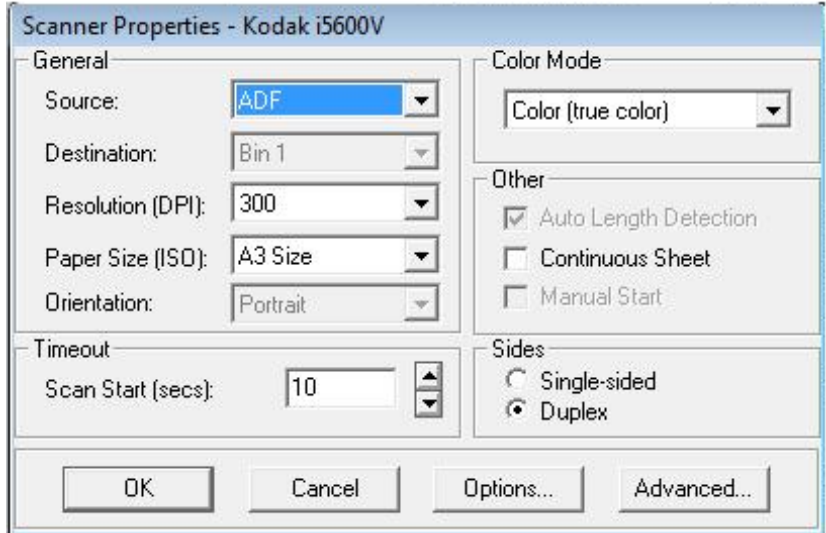 Scanner Properties - Kodak i5600V
General
Source: ADF
Destination: Bin 1
Resolution (DPI): 300
Paper Size (ISO): A3 Size
Orientation: Portrait
Color Mode
Color (true color)
Other
Auto Length Detection
Continuous Sheet
Manual Start
Timeout
Scan Start (secs): 10
Sides
Single-sided
Duplex
OK Cancel Options... Advanced...